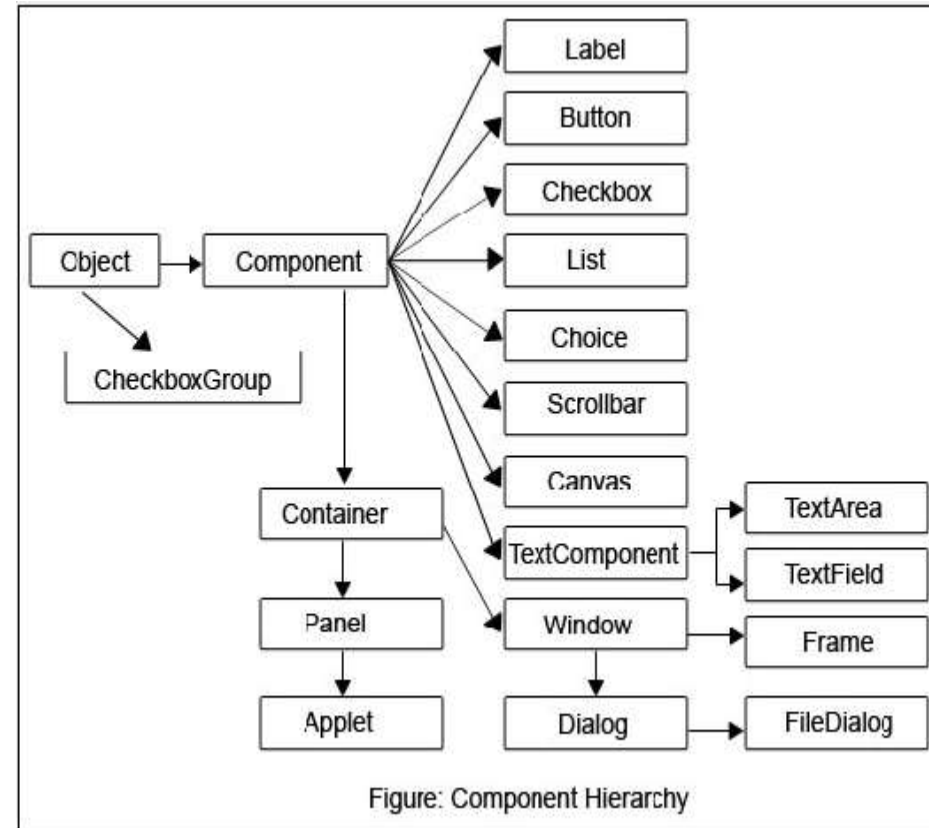 Label
Button
Checkbox
Object
Component
List
Choice
CheckboxGroup
Scrollbar
Canvas
Container
TextComponent
TextArea
TextField
Panel
Window
Frame
Applet
Dialog
FileDialog
Figure: Component Hierarchy